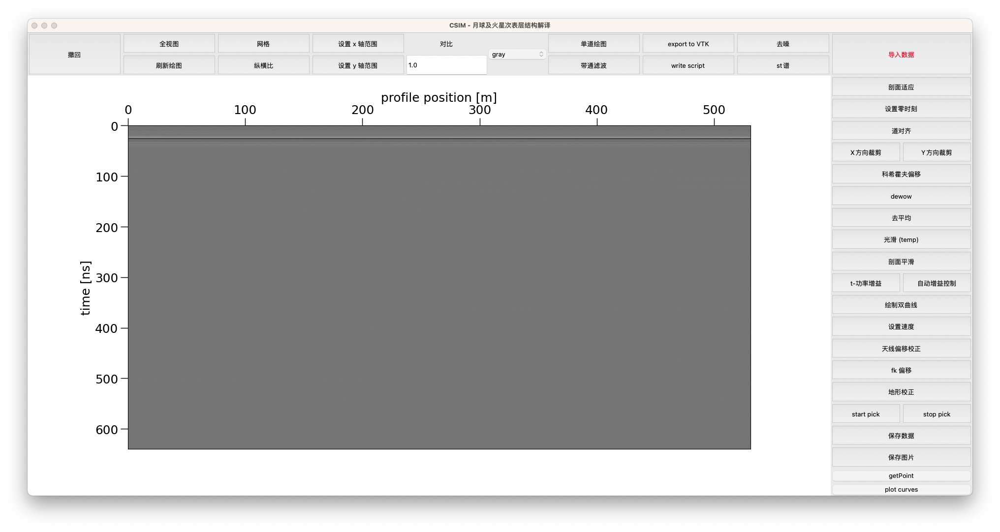 CSIM - 月球及火星次表层结构解译
撤回
全视图
网格
设置 x 轴范围
对比
gray
单道绘图
export to VTK
去噪
导入数据
刷新绘图
纵横比
设置 y 轴范围
1.0
带通滤波
write script
st 谱
profile position [m]
0 100 200 300 400 500
0
100
200
300
400
500
600
time [ns]
剖面适应
设置零时刻
道对齐
X 方向裁剪
Y 方向裁剪
科希霍夫偏移
dewow
去平均
光滑 (temp)
剖面平滑
t-功率增益
自动增益控制
绘制双曲线
设置速度
天线偏移校正
fk 偏移
地形校正
start pick
stop pick
保存数据
保存图片
getPoint
plot curves